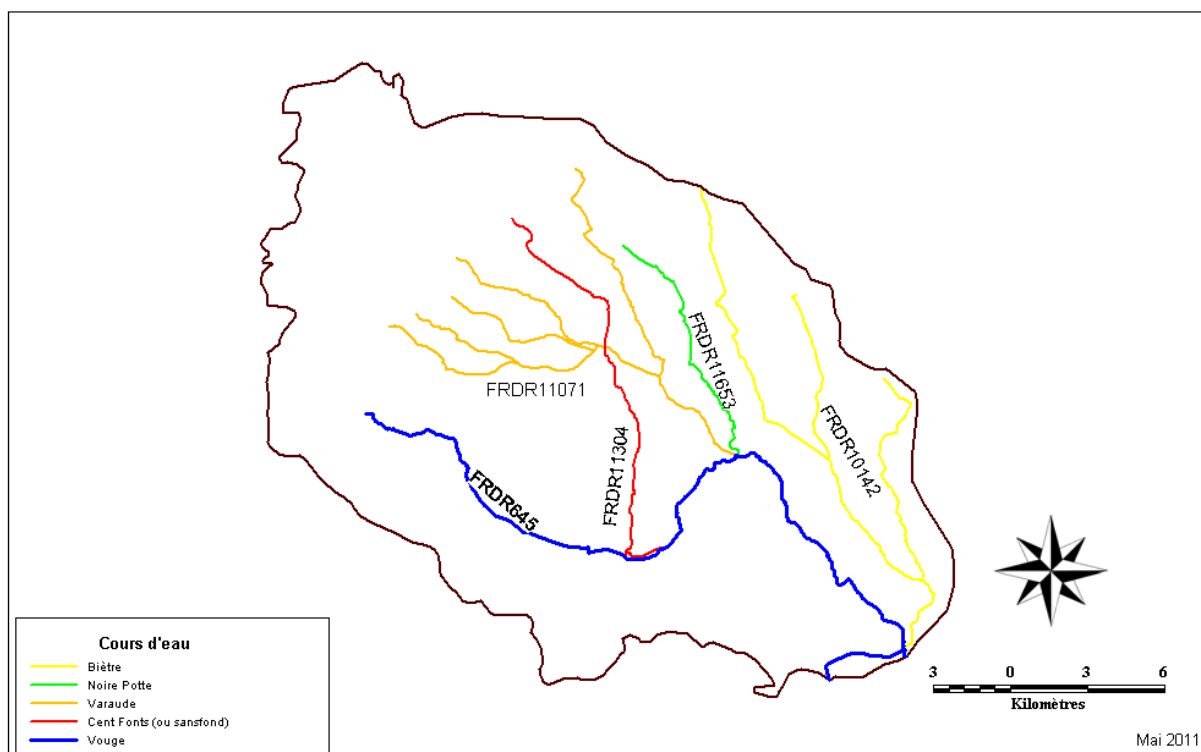 FRDR11653
FRDR11071
FRDR10142
FRDR11304
FRDR645
Cours d'eau
Biètre
Noire Potte
Varaude
Cent Fonts (ou sansfond)
Vouge
3 0 3 6
Kilomètres
Mai 2011